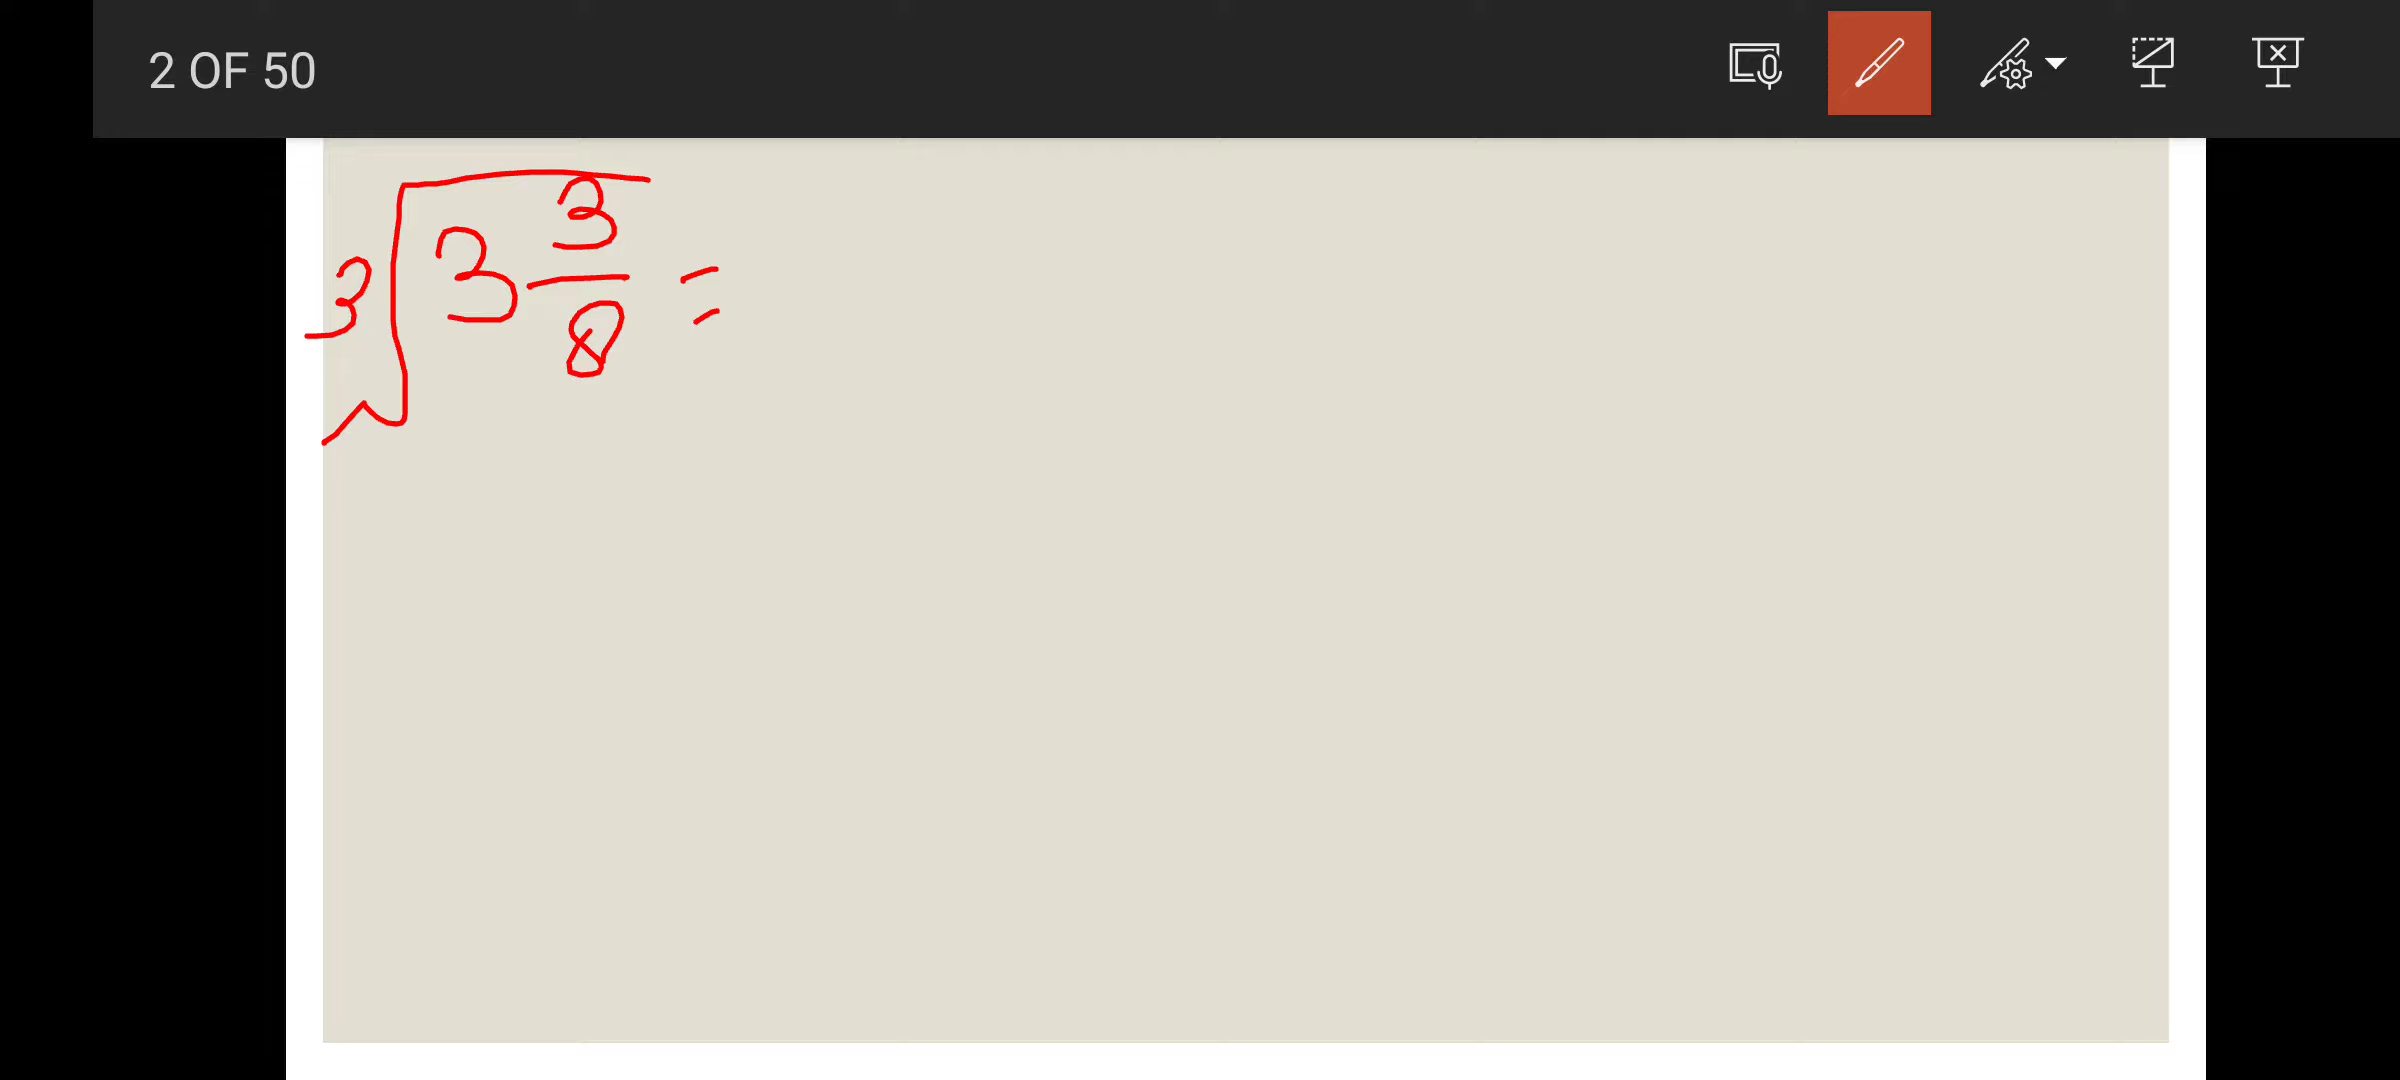 2 OF 50
∛(3 3/8) =